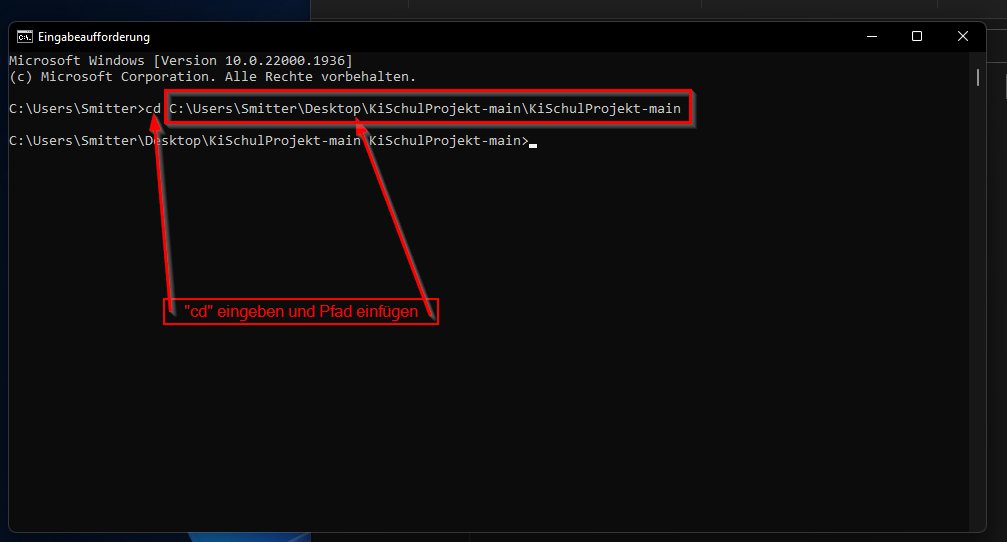 Eingabeaufforderung
Microsoft Windows [Version 10.0.22000.1936]
(c) Microsoft Corporation. Alle Rechte vorbehalten.
C:\Users\Smitter>cd C:\Users\Smitter\Desktop\KiSchulProjekt-main\KiSchulProjekt-main
C:\Users\Smitter\Desktop\KiSchulProjekt-main\KiSchulProjekt-main>
"cd" eingeben und Pfad einfügen